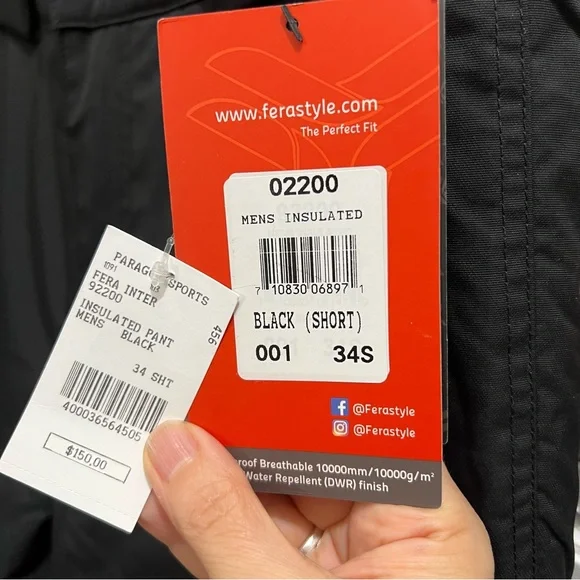 www.ferastyle.com
The Perfect Fit
02200
MENS INSULATED
7 10830 06897 1
BLACK (SHORT)
001 34S
@Ferastyle
@Ferastyle
roof Breathable 10000mm/10000g/m²
Water Repellent (DWR) finish
PARAG SPORTS
FERA INTER
92200
456
INSULATED PANT
MENS BLACK
34 SHT
400036564505
$150.00